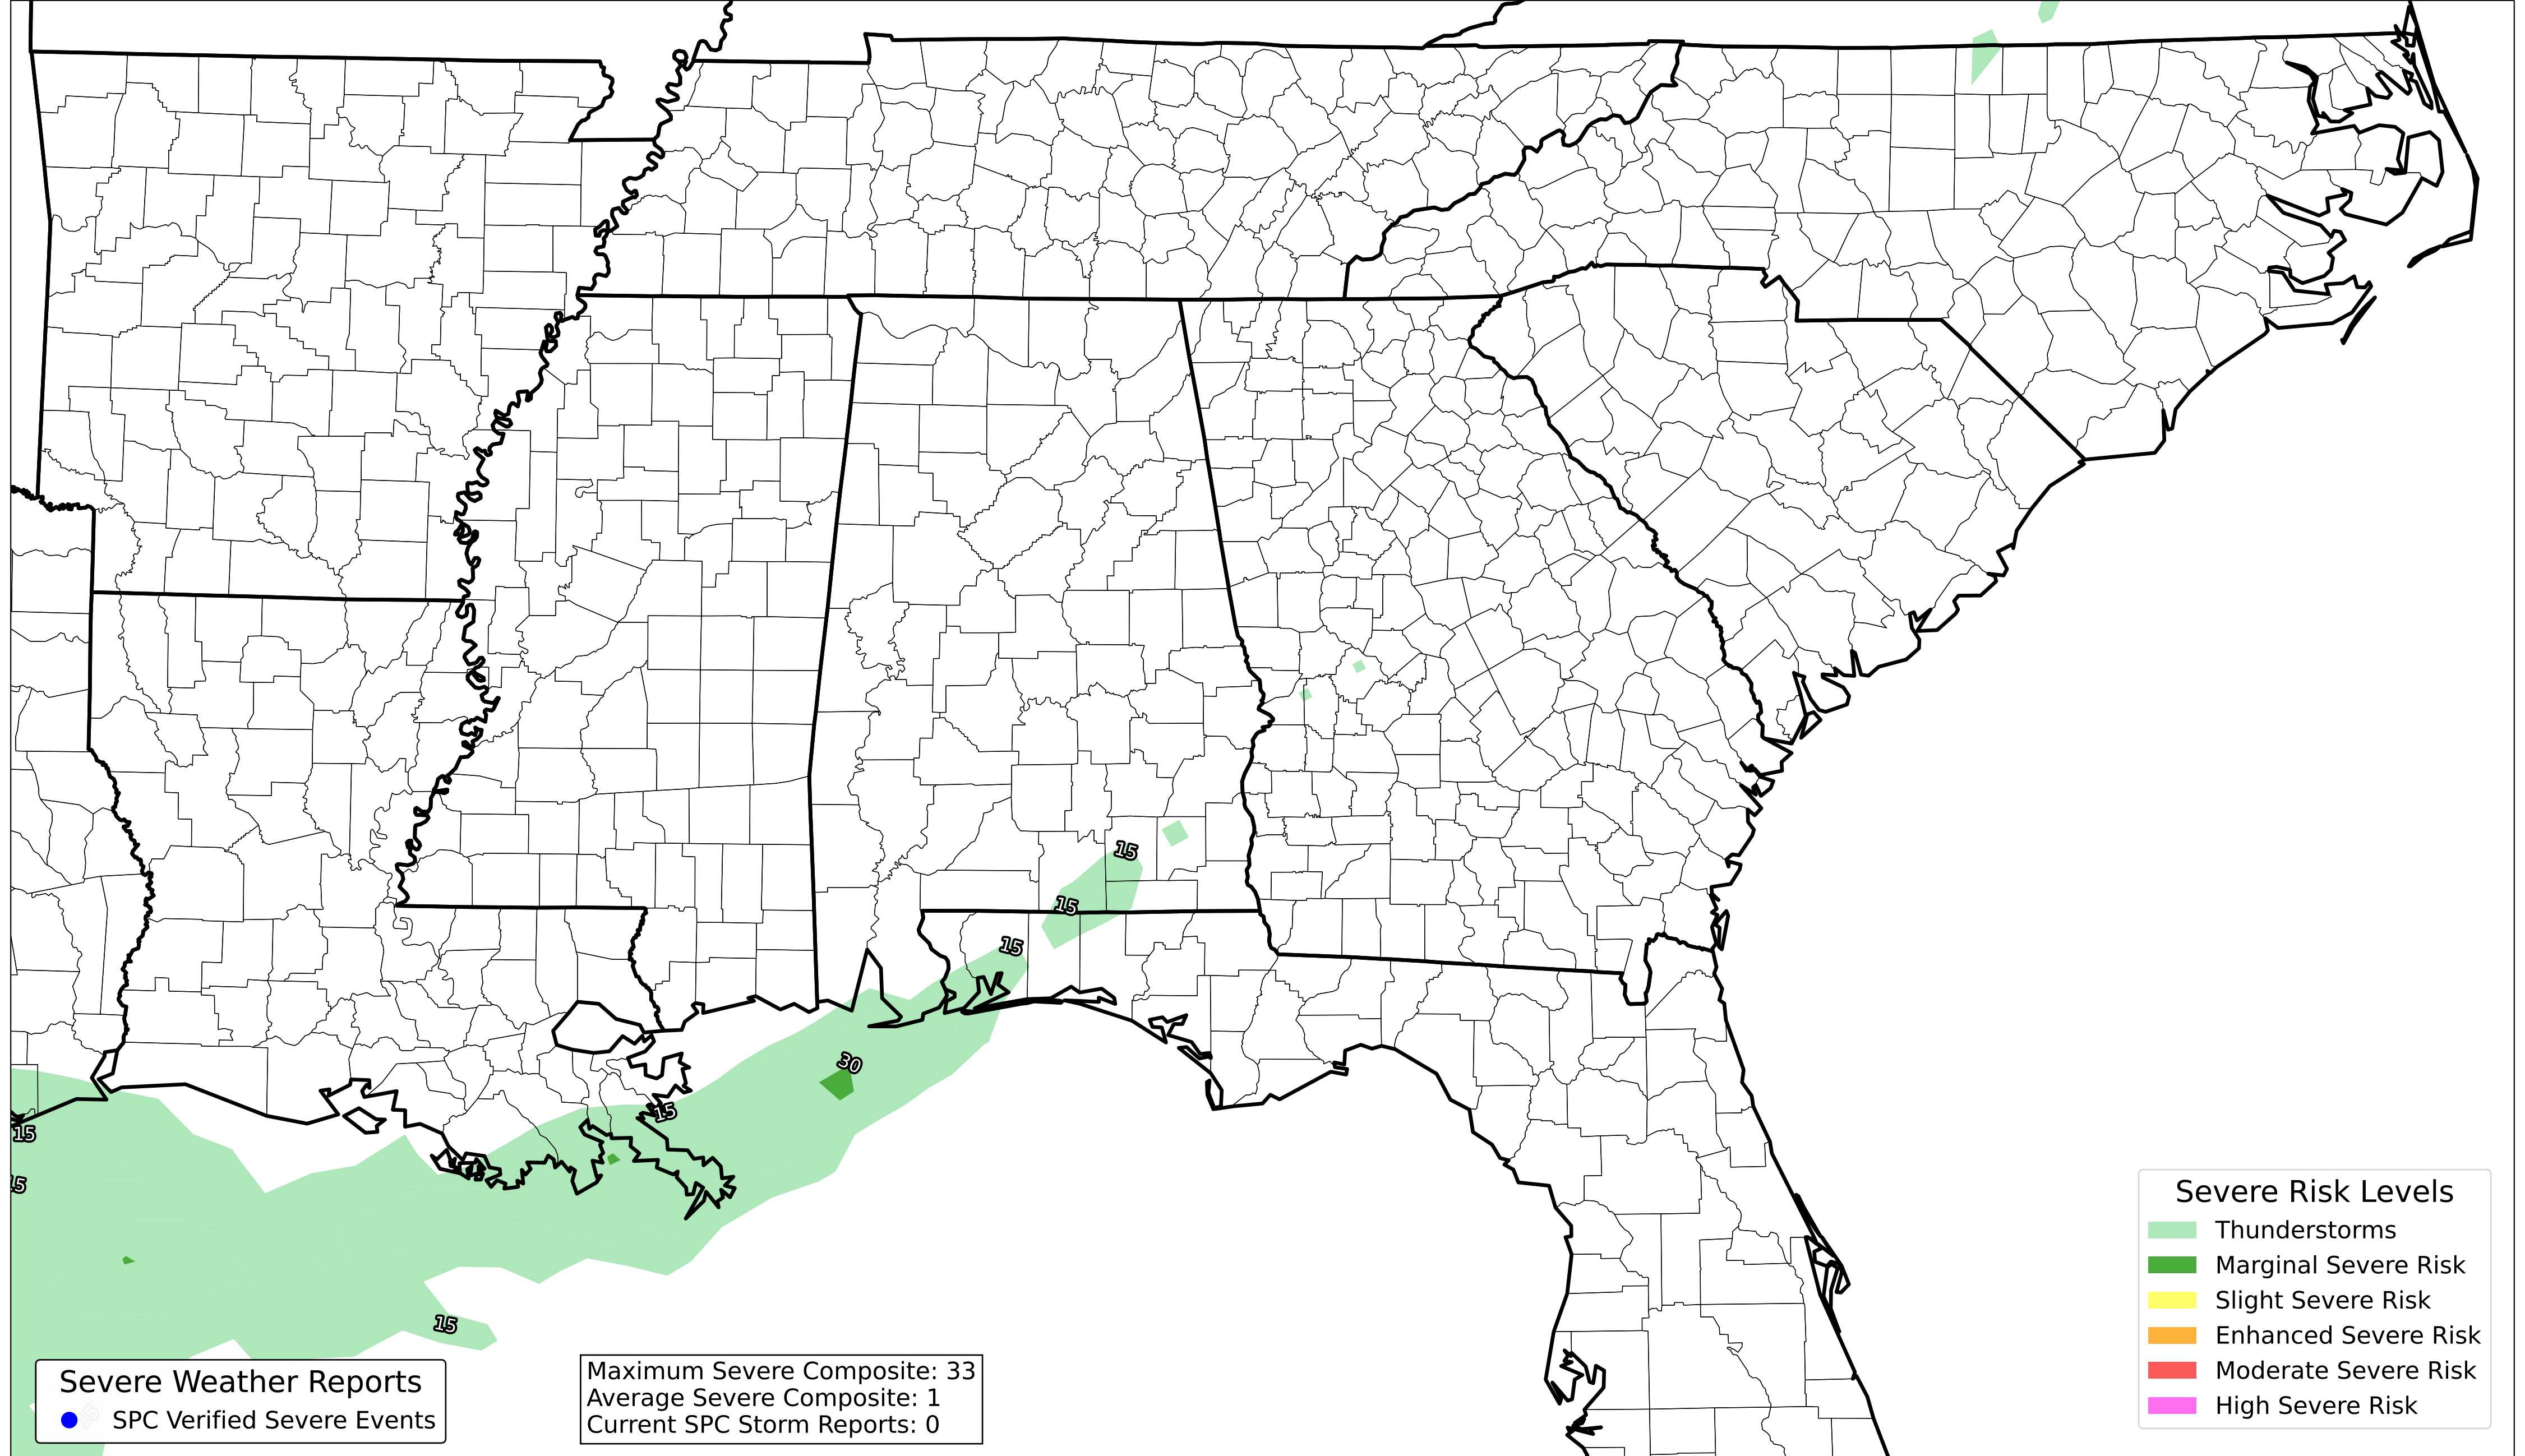 15
15
15
30
15
15
15
15
Severe Risk Levels
Thunderstorms
Marginal Severe Risk
Slight Severe Risk
Enhanced Severe Risk
Moderate Severe Risk
High Severe Risk
Severe Weather Reports
SPC Verified Severe Events
Maximum Severe Composite: 33
Average Severe Composite: 1
Current SPC Storm Reports: 0